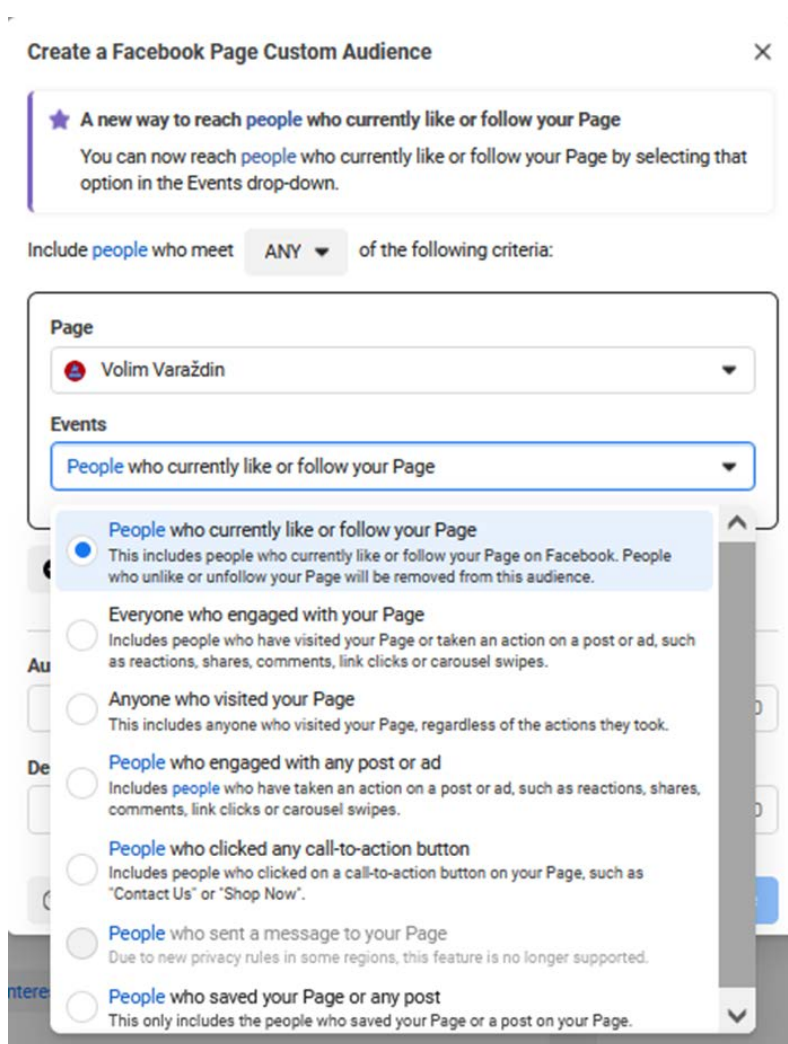 Create a Facebook Page Custom Audience
A new way to reach people who currently like or follow your Page
You can now reach people who currently like or follow your Page by selecting that
option in the Events drop-down.
Include people who meet ANY of the following criteria:
Page
Volim Varaždin
Events
People who currently like or follow your Page
People who currently like or follow your Page
This includes people who currently like or follow your Page on Facebook. People
who unlike or unfollow your Page will be removed from this audience.
Everyone who engaged with your Page
Includes people who have visited your Page or taken an action on a post or ad, such
as reactions, shares, comments, link clicks or carousel swipes.
Au
Anyone who visited your Page
This includes anyone who visited your Page, regardless of the actions they took.
0
De
People who engaged with any post or ad
Includes people who have taken an action on a post or ad, such as reactions, shares,
comments, link clicks or carousel swipes.
0
People who clicked any call-to-action button
Includes people who clicked on a call-to-action button on your Page, such as
"Contact Us" or "Shop Now".
People who sent a message to your Page
Due to new privacy rules in some regions, this feature is no longer supported.
ntere
People who saved your Page or any post
This only includes the people who saved your Page or a post on your Page.